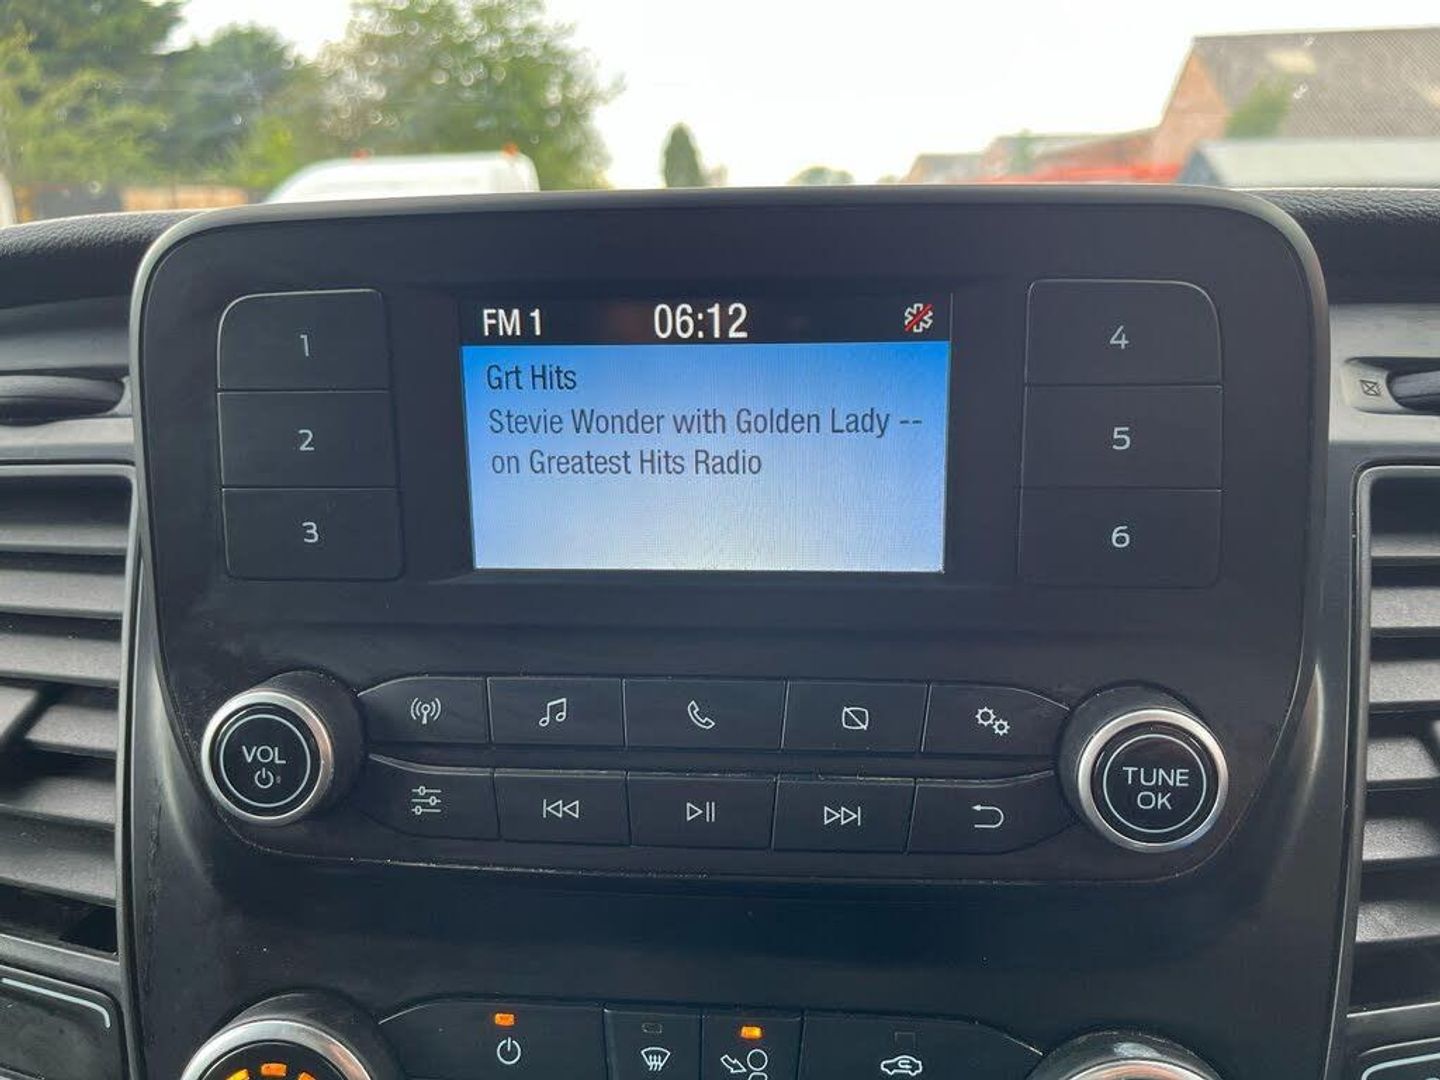 FM 1 06:12
Grt Hits
Stevie Wonder with Golden Lady --
on Greatest Hits Radio
1
2
3
4
5
6
VOL
TUNE
OK